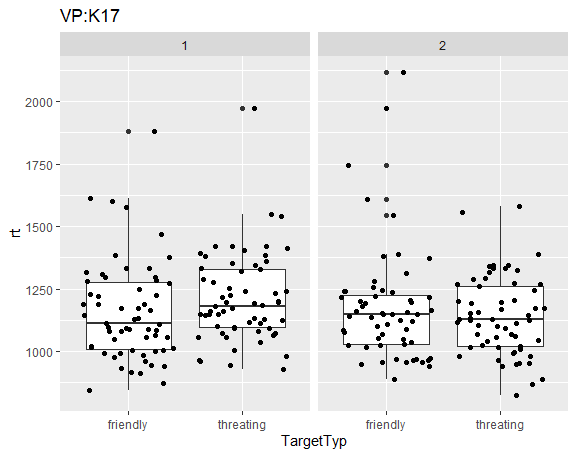 VP:K17
1 2
rt
2000
1750
1500
1250
1000
friendly threating friendly threating
TargetTyp